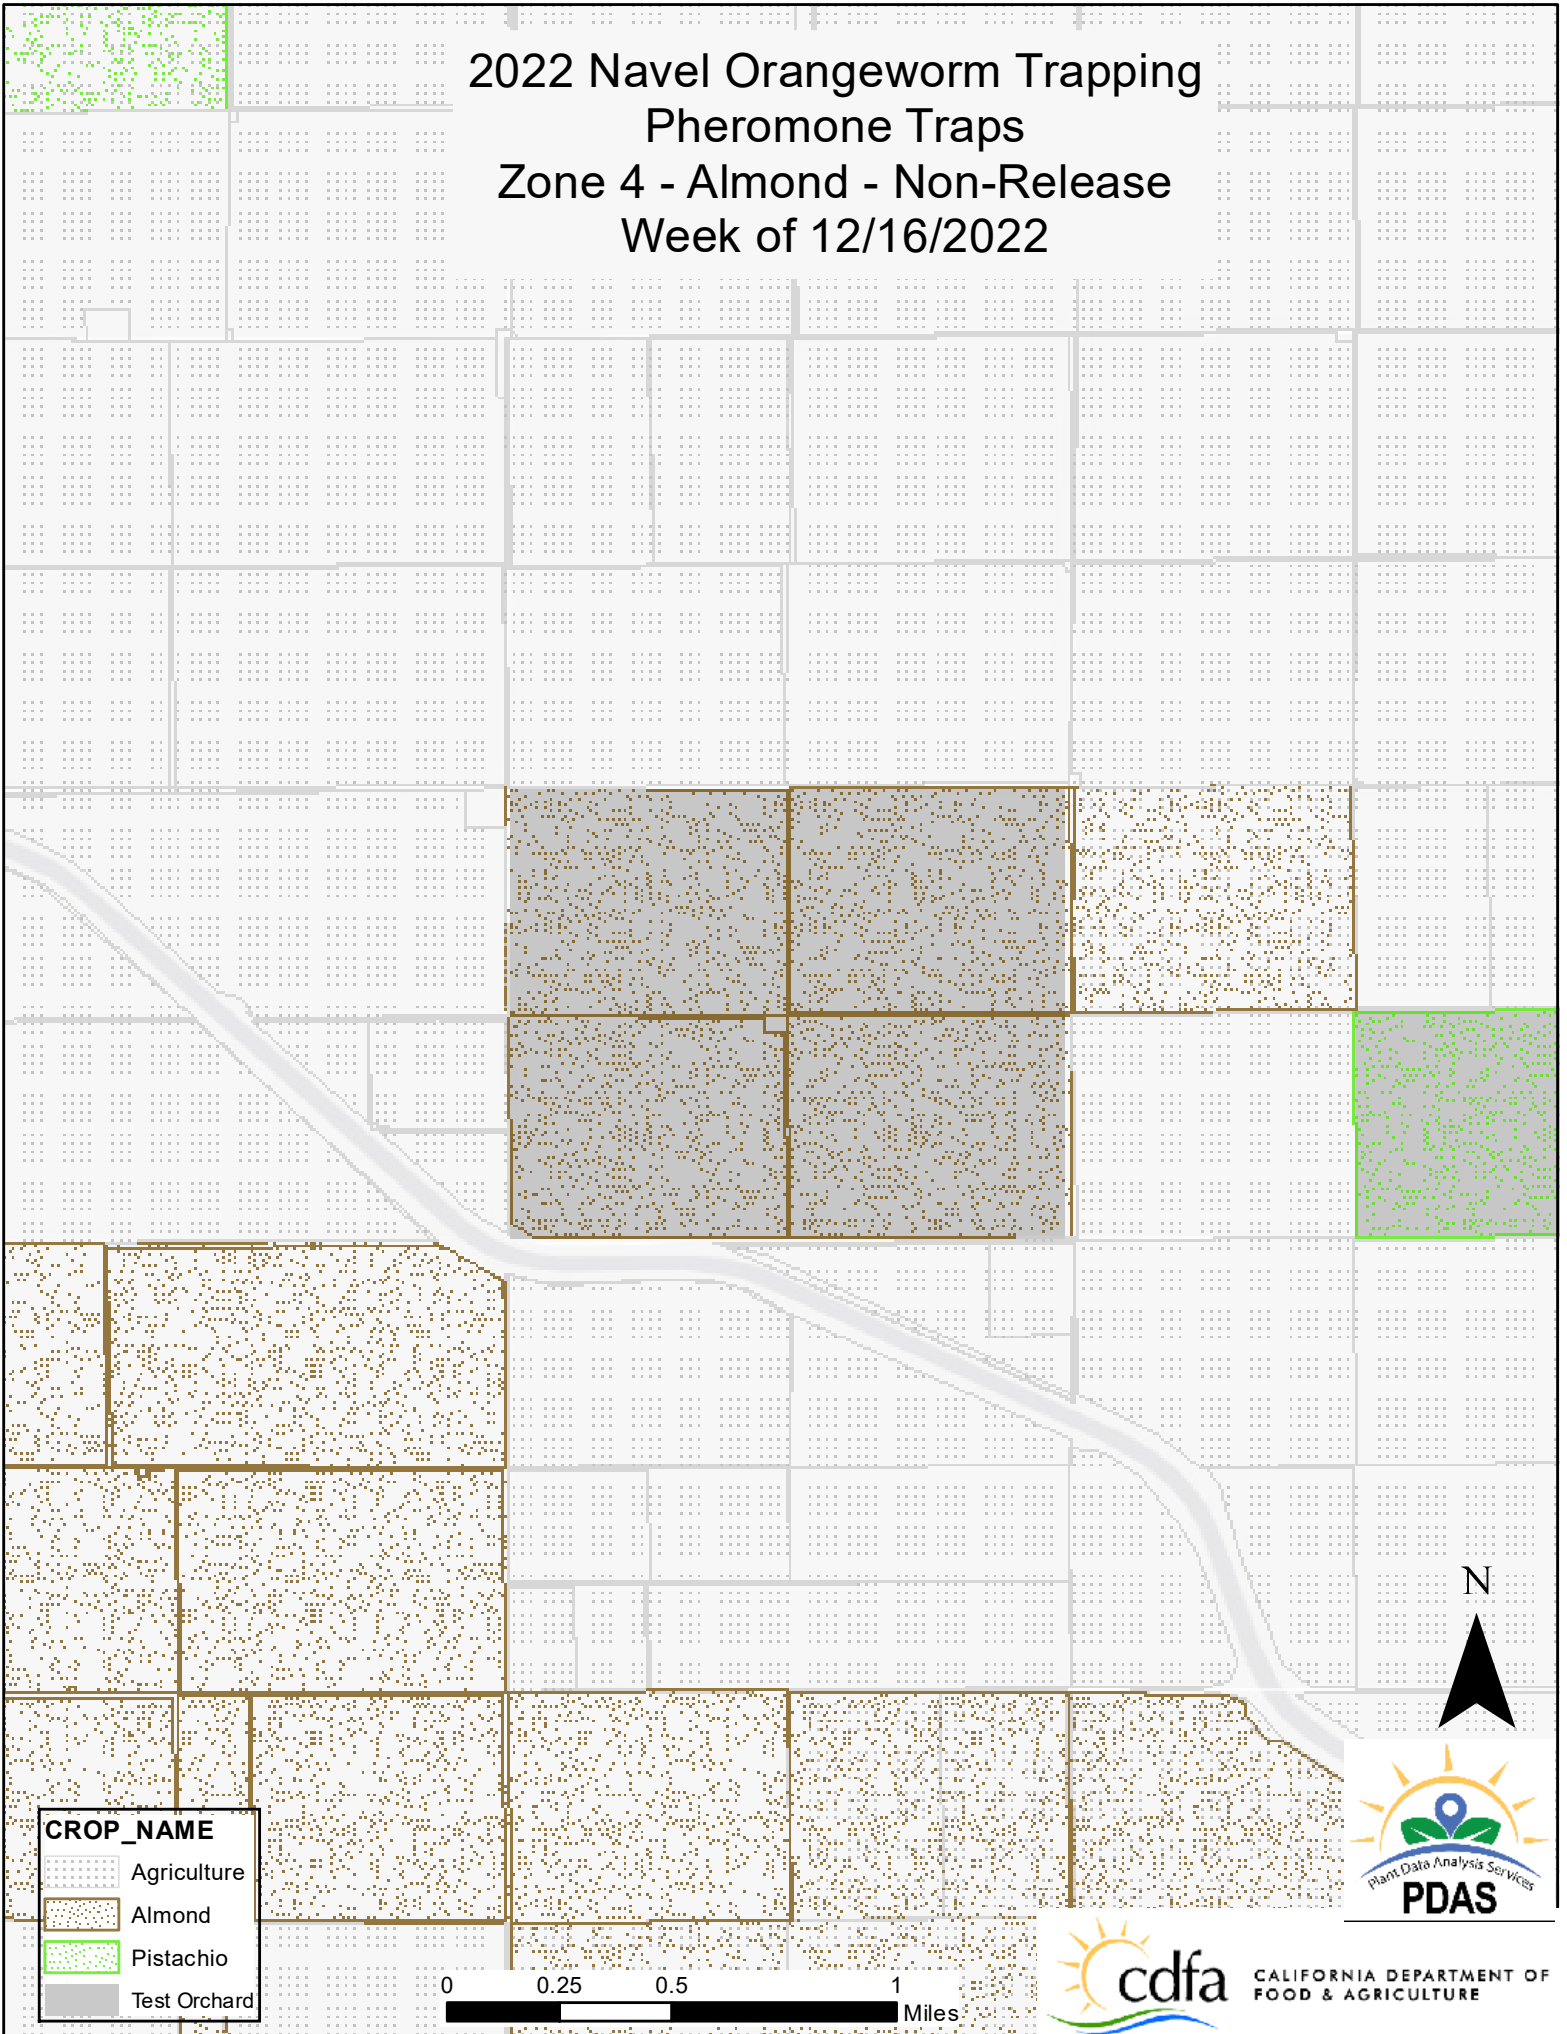 2022 Navel Orangeworm Trapping
Pheromone Traps
Zone 4 - Almond - Non-Release
Week of 12/16/2022
N
CROP_NAME
Agriculture
Almond
Pistachio
Test Orchard
0 0.25 0.5 1
Miles
Plant Data Analysis Services
PDAS
cdfa
CALIFORNIA DEPARTMENT OF
FOOD & AGRICULTURE